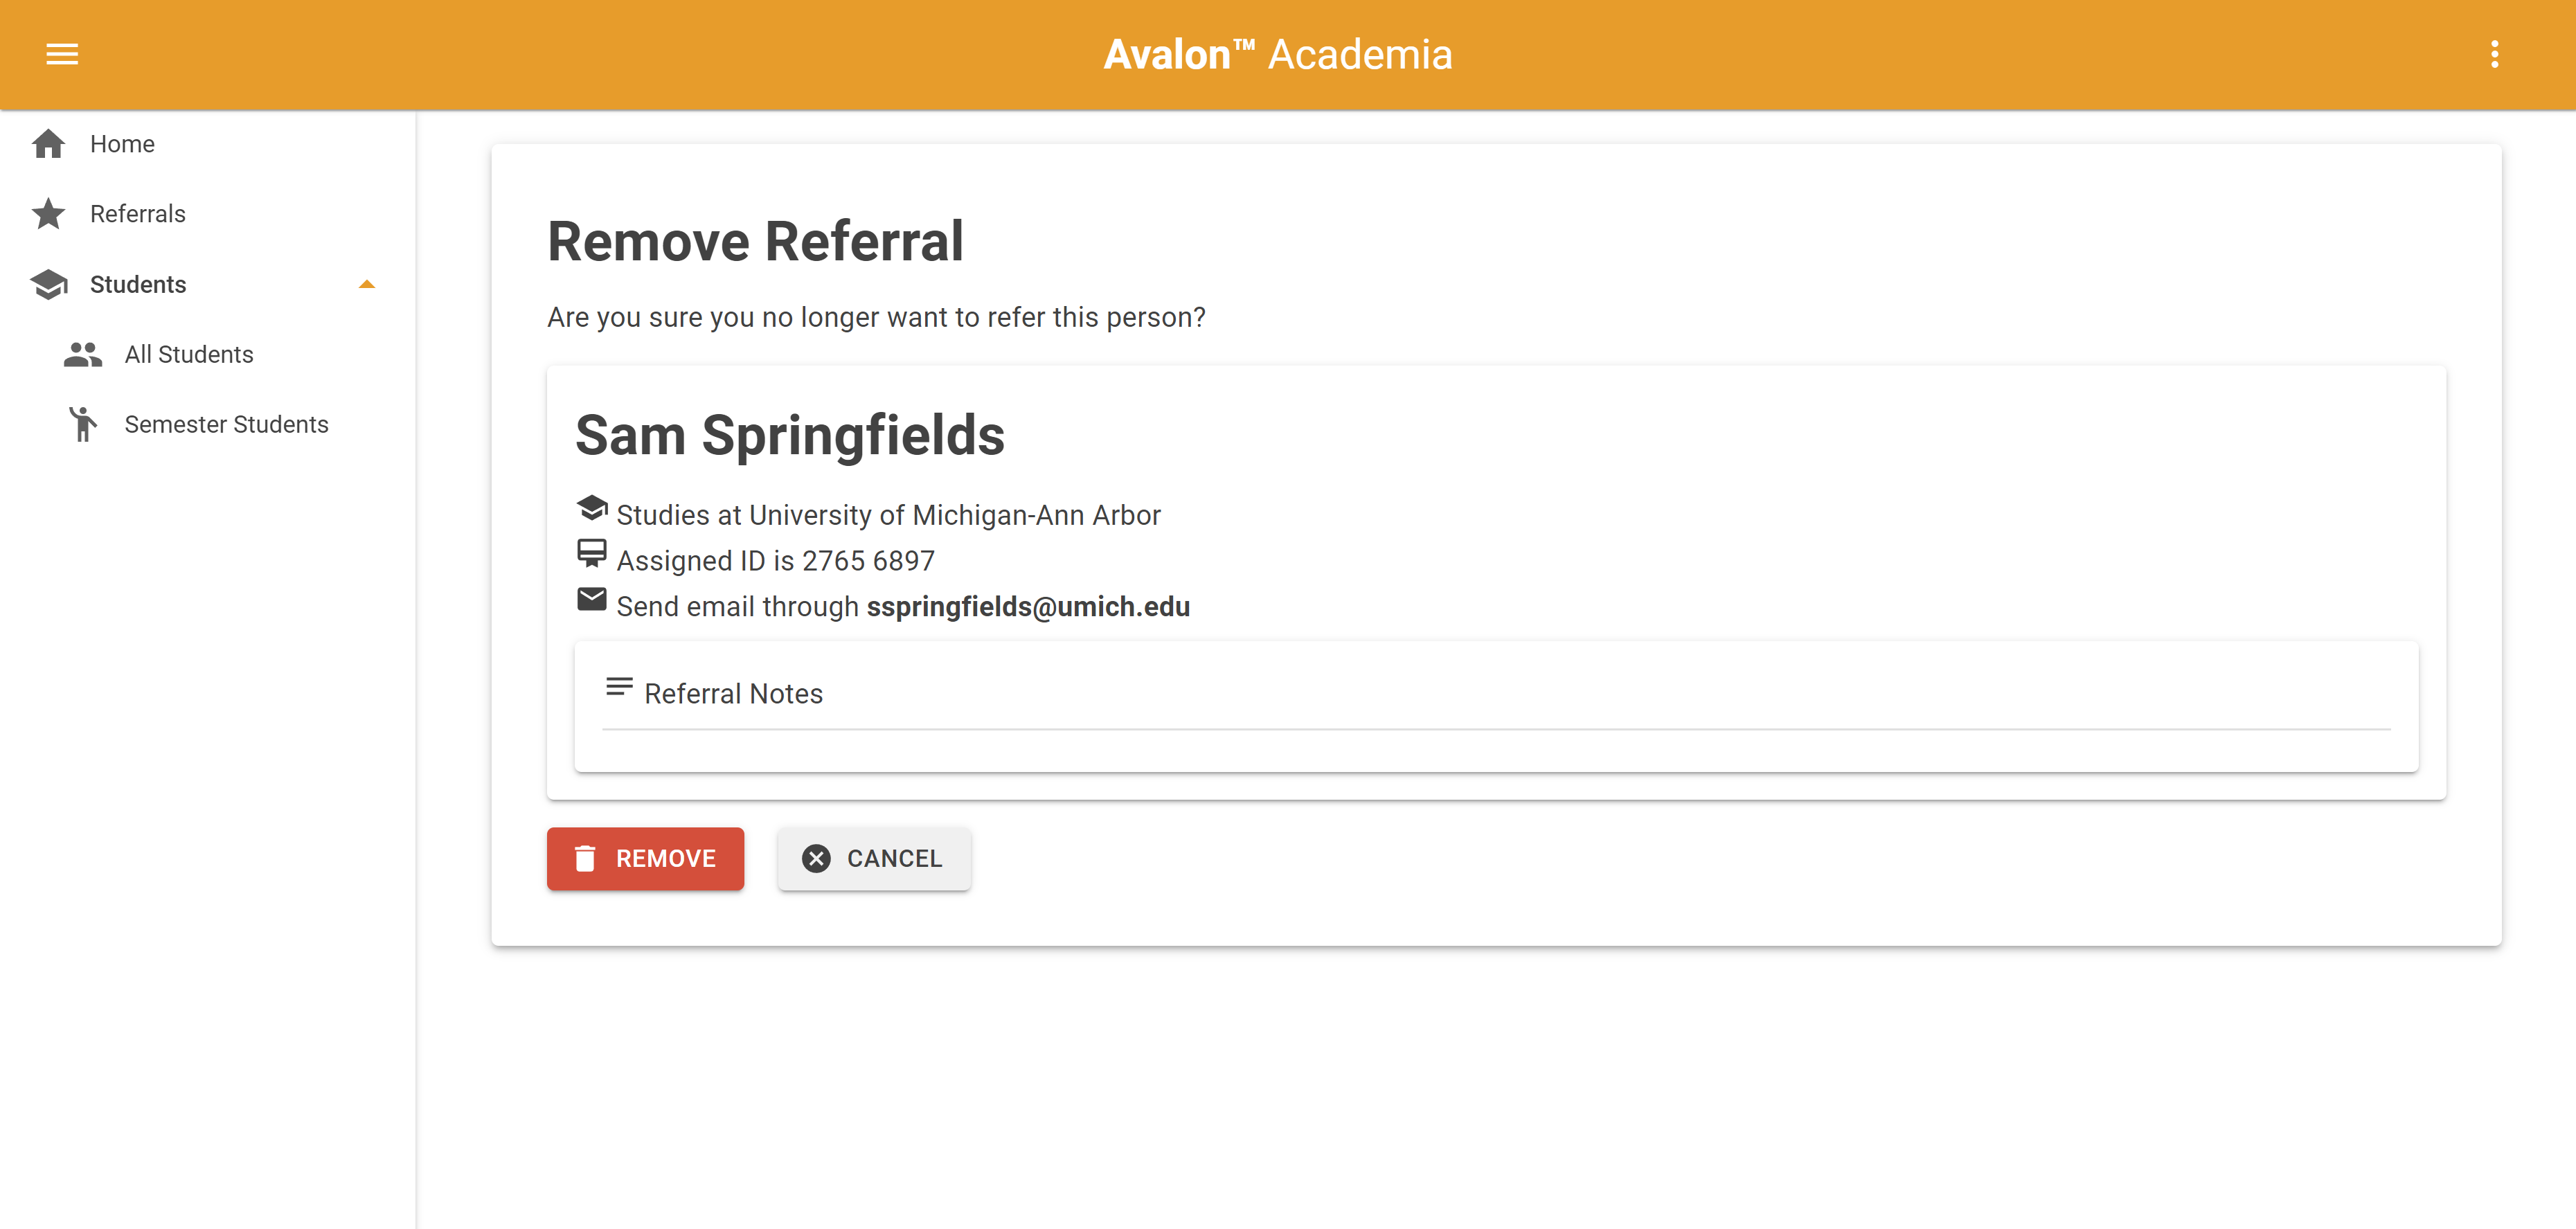 Avalon™ Academia
Home
Referrals
Students
All Students
Semester Students
Remove Referral
Are you sure you no longer want to refer this person?
Sam Springfields
Studies at University of Michigan-Ann Arbor
Assigned ID is 2765 6897
Send email through sspringfields@umich.edu
Referral Notes
REMOVE
CANCEL